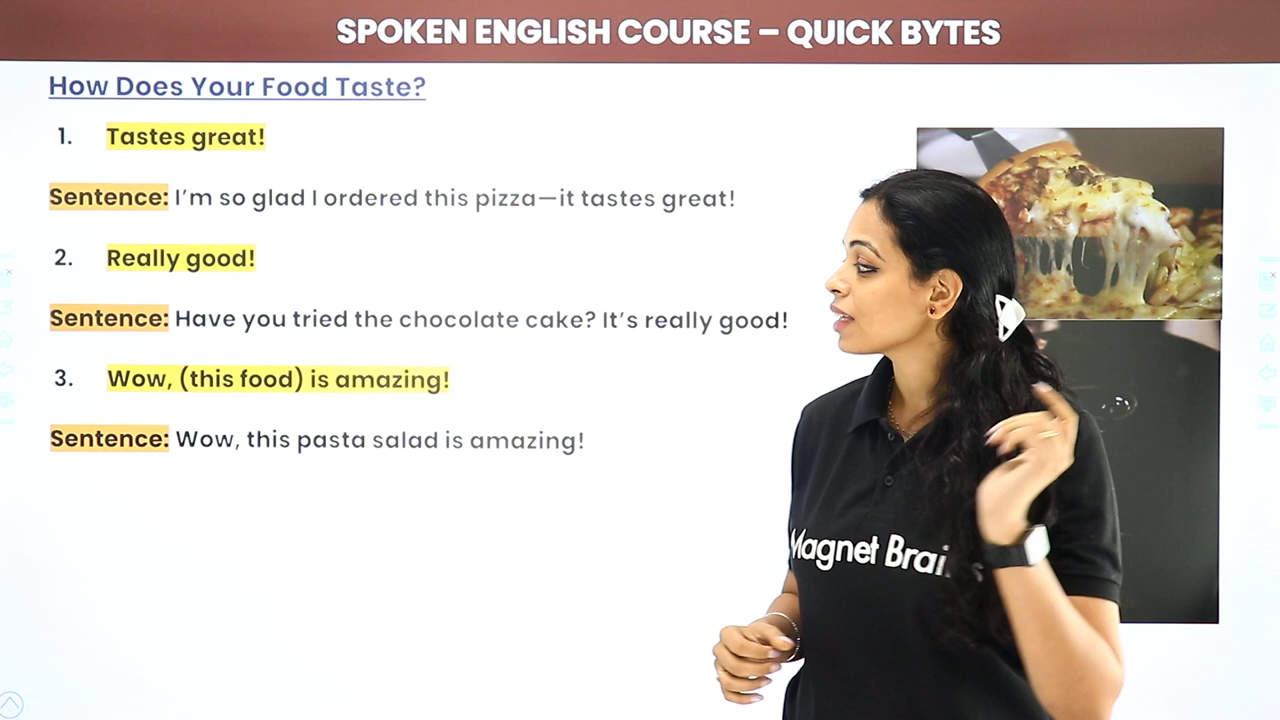 SPOKEN ENGLISH COURSE – QUICK BYTES
How Does Your Food Taste?
1. Tastes great!
Sentence: I’m so glad I ordered this pizza—it tastes great!
2. Really good!
Sentence: Have you tried the chocolate cake? It’s really good!
3. Wow, (this food) is amazing!
Sentence: Wow, this pasta salad is amazing!
Magnet